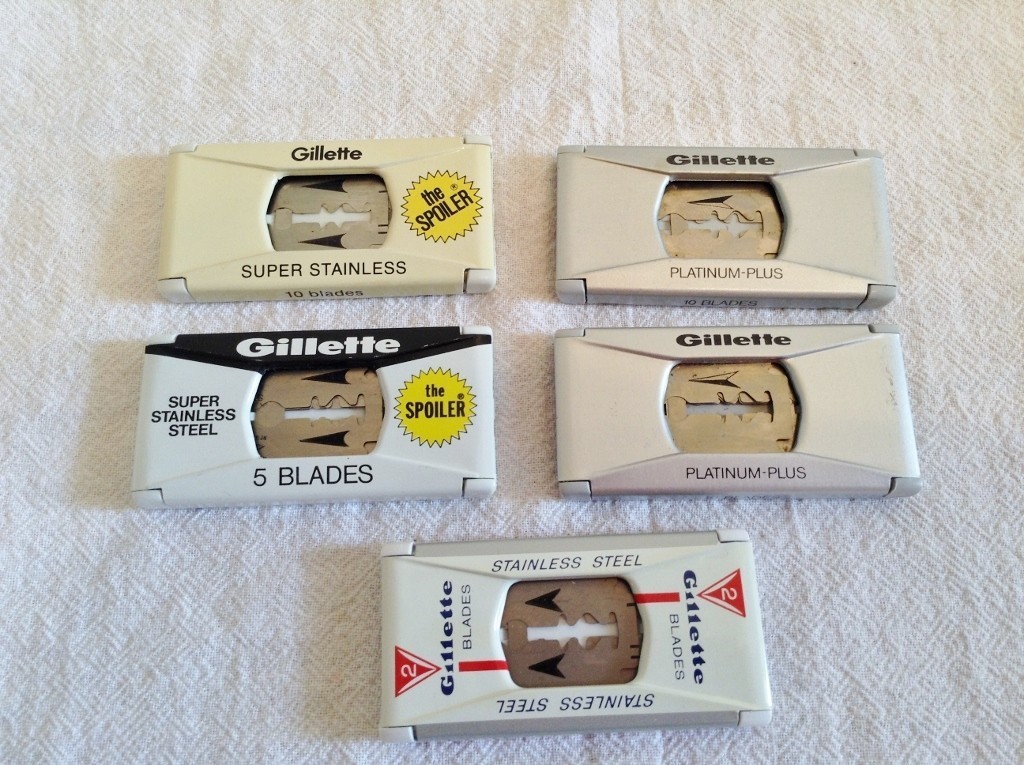 Gillette
the
SPOILER®
SUPER STAINLESS
10 blades
Gillette
PLATINUM-PLUS
10 BLADES
Gillette
SUPER
STAINLESS
STEEL
the
SPOILER®
5 BLADES
Gillette
PLATINUM-PLUS
STAINLESS STEEL
2
Gillette
BLADES
2
Gillette
BLADES
STAINLESS STEEL